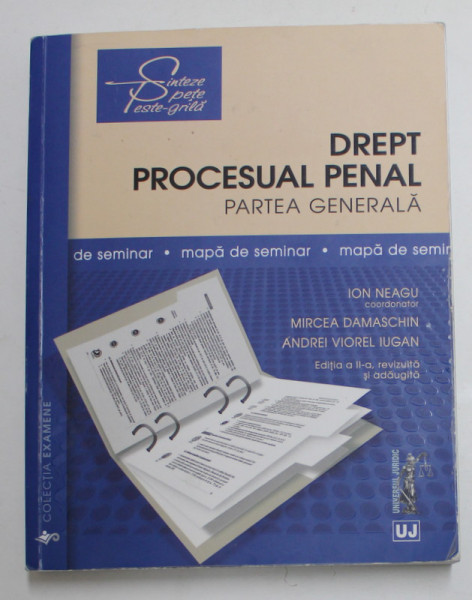 Sinteze
Spețe
Teste-grilă
DREPT
PROCESUAL PENAL
PARTEA GENERALĂ
de seminar • mapă de seminar • mapă de semin
ION NEAGU
coordonator
MIRCEA DAMASCHIN
ANDREI VIOREL IUGAN
Ediția a II-a, revizuită
și adăugită
COLECȚIA EXAMENE
UNIVERSUL JURIDIC
UJ